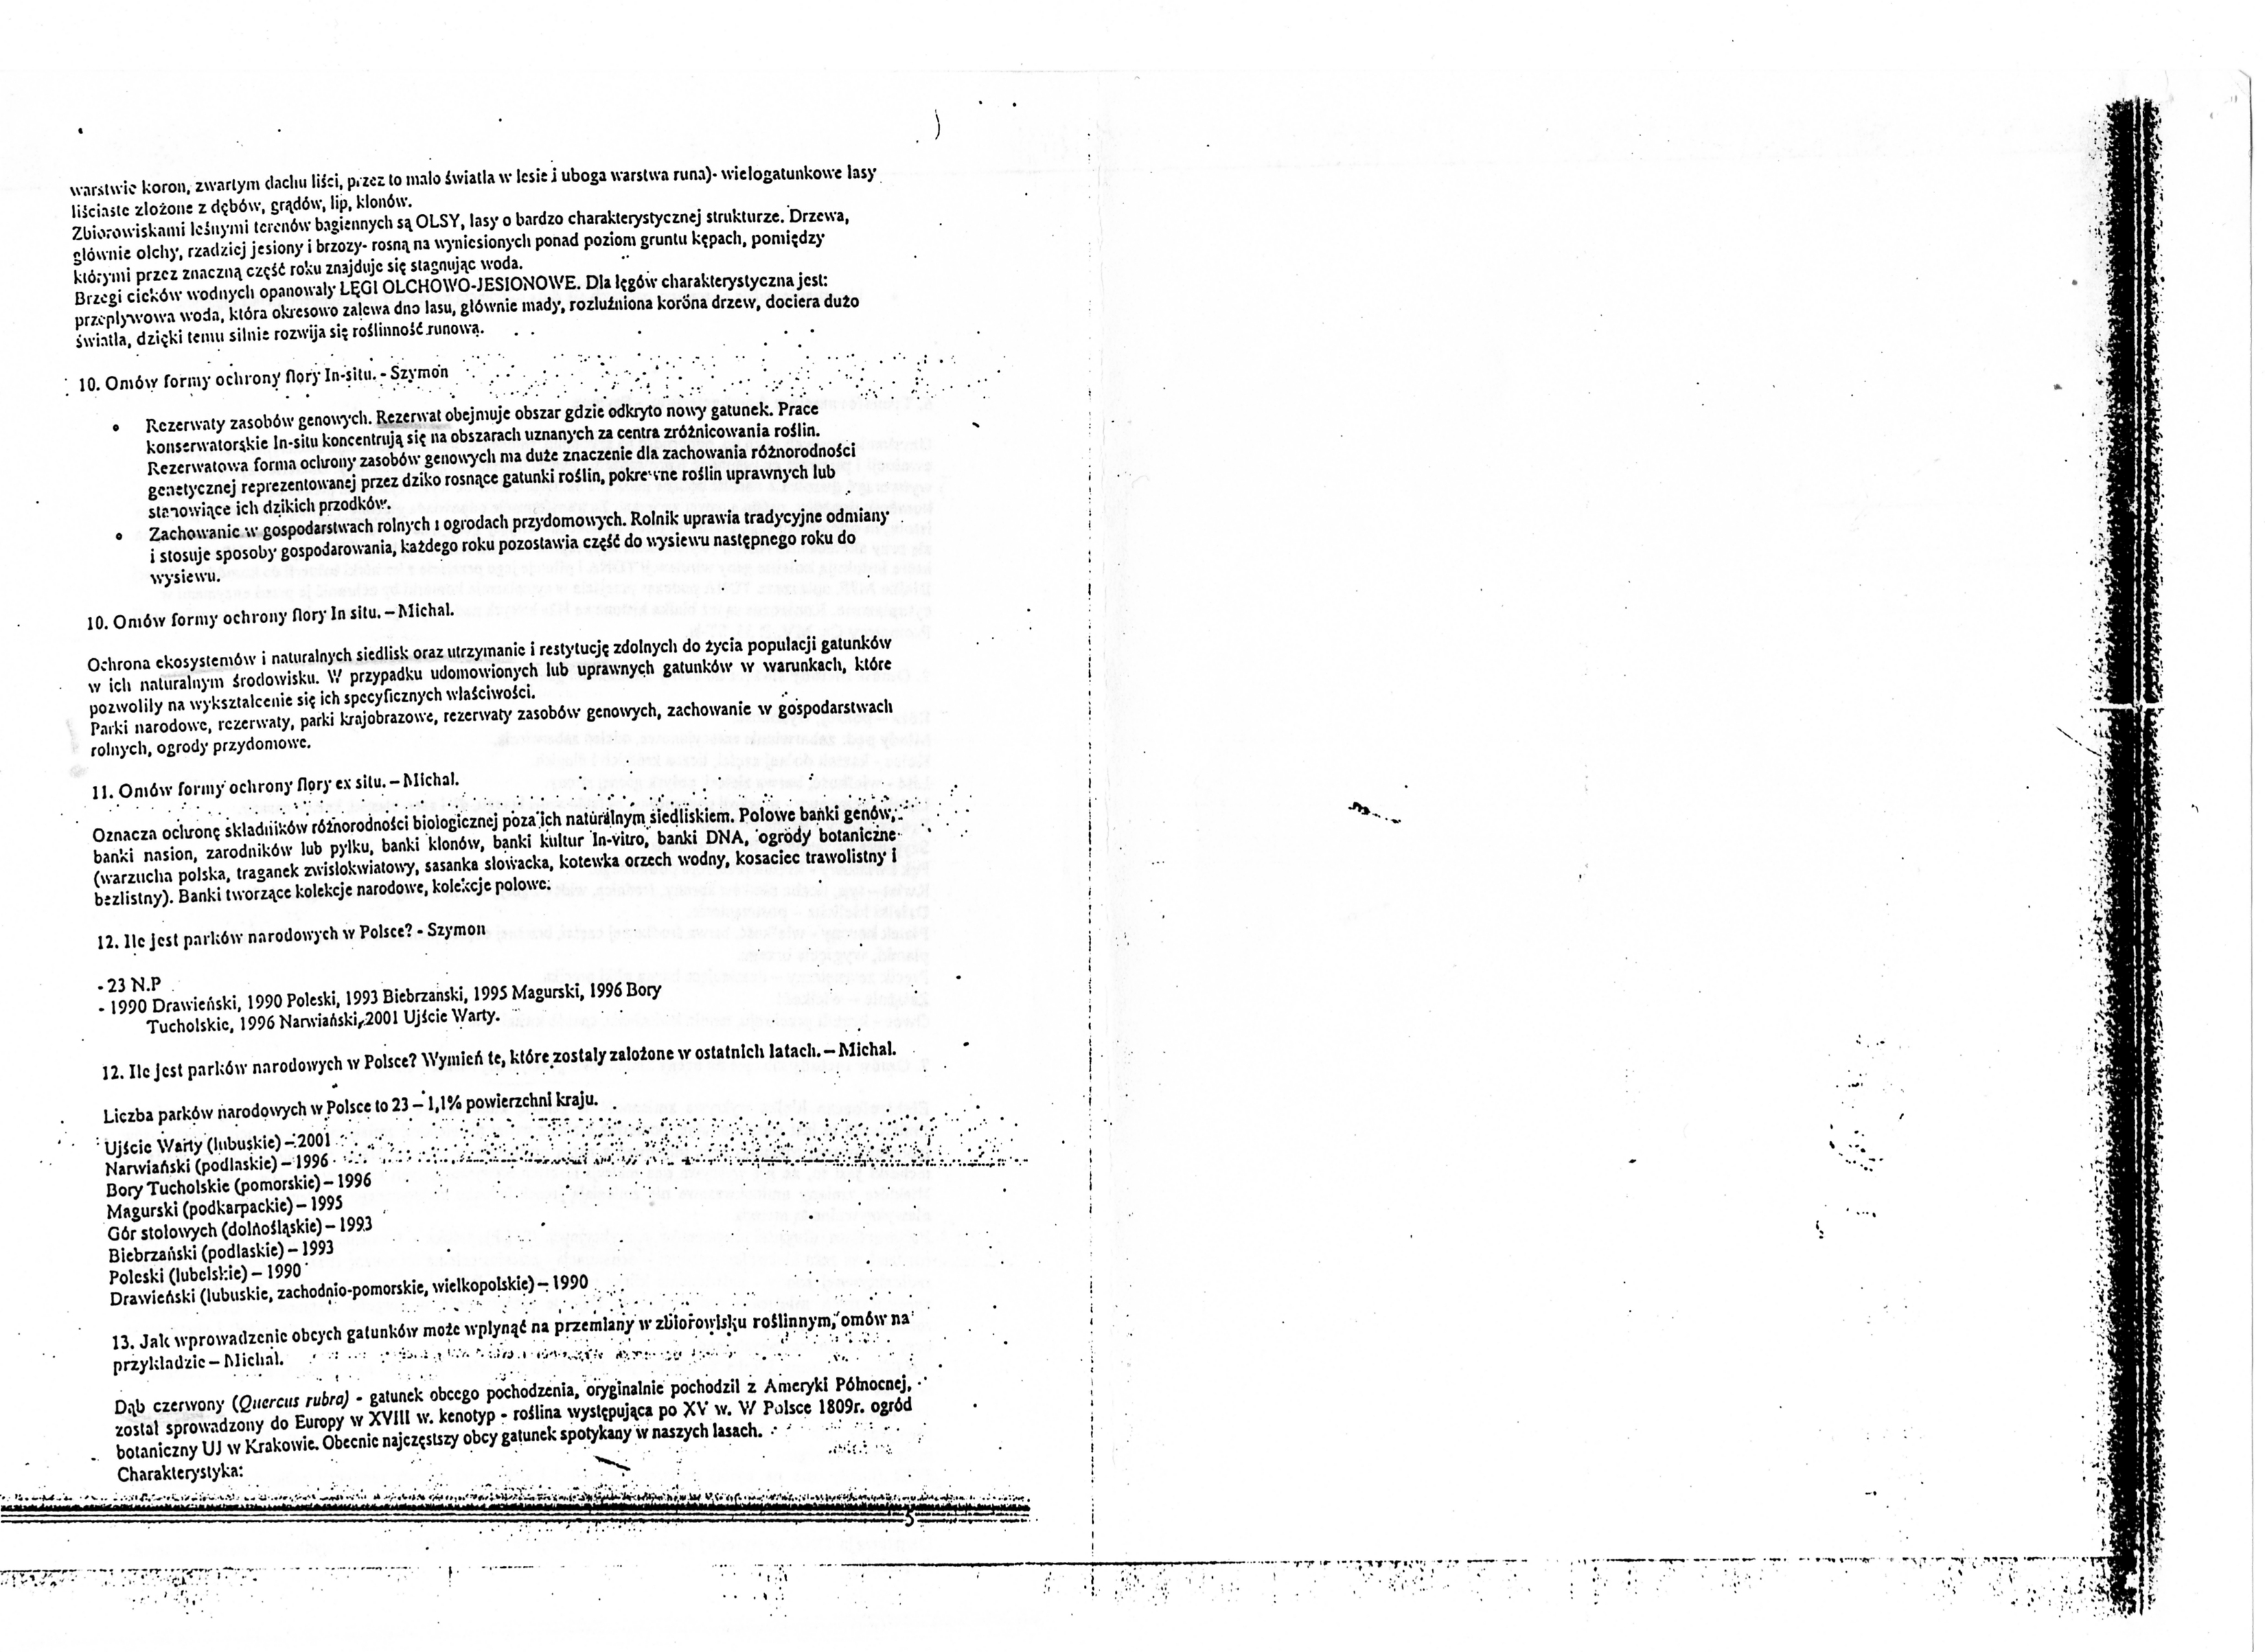 warstwie koron, zwartym dachu liści, przez to mało światła w lesie i uboga warstwa runa)- wielogatunkowe lasy
liściaste złożone z dębów, grądów, lip, klonów.
Zbiorowiskami leśnymi terenów bagiennych są OLSY, lasy o bardzo charakterystycznej strukturze. Drzewa,
głównie olchy, rzadziej jesiony i brzozy- rosną na wyniesionych ponad poziom gruntu kępach, pomiędzy
którymi przez znaczną część roku znajduje się stagnując woda.
Brzegi cieków wodnych opanowały ŁĘGI OLCHOWO-JESIONOWE. Dla łęgów charakterystyczna jest:
przepływowa woda, która okresowo zalewa dno lasu, głównie mady, rozluźniona korona drzew, dociera dużo
światła, dzięki temu silnie rozwija się roślinność runową.
10. Omów formy ochrony flory In-situ. - Szymon
• Rezerwaty zasobów genowych. Rezerwat obejmuje obszar gdzie odkryto nowy gatunek. Prace
konserwatorąkie In-situ koncentrują się na obszarach uznanych za centra zróżnicowania roślin.
Rezerwatowa forma ochrony zasobów genowych ma duże znaczenie dla zachowania różnorodności
genetycznej reprezentowanej przez dziko rosnące gatunki roślin, pokrewne roślin uprawnych lub
stanowiące ich dzikich przodków.
• Zachowanie w gospodarstwach rolnych i ogrodach przydomowych. Rolnik uprawia tradycyjne odmiany
i stosuje sposoby gospodarowania, każdego roku pozostawia część do wysiewu następnego roku do
wysiewu.
10. Omów formy ochrony flory In situ. – Michał.
Ochrona ekosystemów i naturalnych siedlisk oraz utrzymanie i restytucję zdolnych do życia populacji gatunków
w ich naturalnym środowisku. W przypadku udomowionych lub uprawnych gatunków w warunkach, które
pozwoliły na wykształcenie się ich specyficznych właściwości.
Parki narodowe, rezerwaty, parki krajobrazowe, rezerwaty zasobów genowych, zachowanie w gospodarstwach
rolnych, ogrody przydomowe.
11. Omów formy ochrony flory ex situ. – Michał.
Oznacza ochronę składników różnorodności biologicznej poza ich naturalnym siedliskiem. Polowe banki genów,
banki nasion, zarodników lub pyłku, banki klonów, banki kultur In-vitro, banki DNA, ogrody botaniczne
(warzucha polska, traganek zwisłokwiatowy, sasanka słowacka, kotewka orzech wodny, kosaciec trawolistny i
bezlistny). Banki tworzące kolekcje narodowe, kolekcje polowe.
12. Ile jest parków narodowych w Polsce? - Szymon
- 23 N.P
- 1990 Drawieński, 1990 Poleski, 1993 Biebrzański, 1995 Magurski, 1996 Bory
Tucholskie, 1996 Narwiański, 2001 Ujście Warty.
12. Ile jest parków narodowych w Polsce? Wymień te, które zostały założone w ostatnich latach. – Michał.
Liczba parków narodowych w Polsce to 23 – 1,1% powierzchni kraju.
Ujście Warty (lubuskie) – 2001
Narwiański (podlaskie) – 1996
Bory Tucholskie (pomorskie) – 1996
Magurski (podkarpackie) – 1995
Gór stołowych (dolnośląskie) – 1993
Biebrzański (podlaskie) – 1993
Poleski (lubelskie) – 1990
Drawieński (lubuskie, zachodnio-pomorskie, wielkopolskie) – 1990
13. Jak wprowadzenie obcych gatunków może wpłynąć na przemiany w zbiorowisku roślinnym, omów na
przykładzie – Michał.
Dąb czerwony (Quercus rubra) - gatunek obcego pochodzenia, oryginalnie pochodził z Ameryki Północnej,
został sprowadzony do Europy w XVIII w. kenotyp - roślina występująca po XV w. W Polsce 1809r. ogród
botaniczny UJ w Krakowie. Obecnie najczęstszy obcy gatunek spotykany w naszych lasach.
Charakterystyka:
5